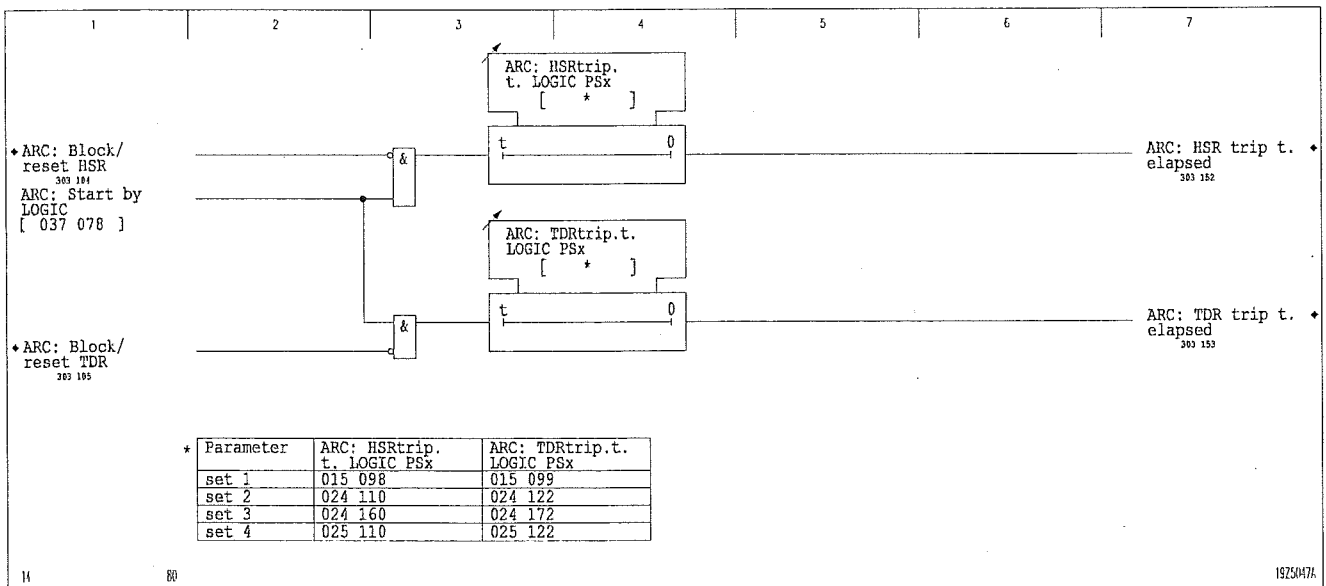 1 2 3 4 5 6 7
ARC: HSRtrip.
t. LOGIC PSx
[ * ]
t 0
ARC: Block/
reset HSR
303 104
ARC: Start by
LOGIC
[ 037 078 ]
&
ARC: HSR trip t.
elapsed
303 152
ARC: TDRtrip.t.
LOGIC PSx
[ * ]
t 0
&
ARC: Block/
reset TDR
303 105
ARC: TDR trip t.
elapsed
303 153
* Parameter ARC: HSRtrip. ARC: TDRtrip.t.
t. LOGIC PSx LOGIC PSx
set 1 015 098 015 099
set 2 024 110 024 122
set 3 024 160 024 172
set 4 025 110 025 122
14 80 19Z5047A